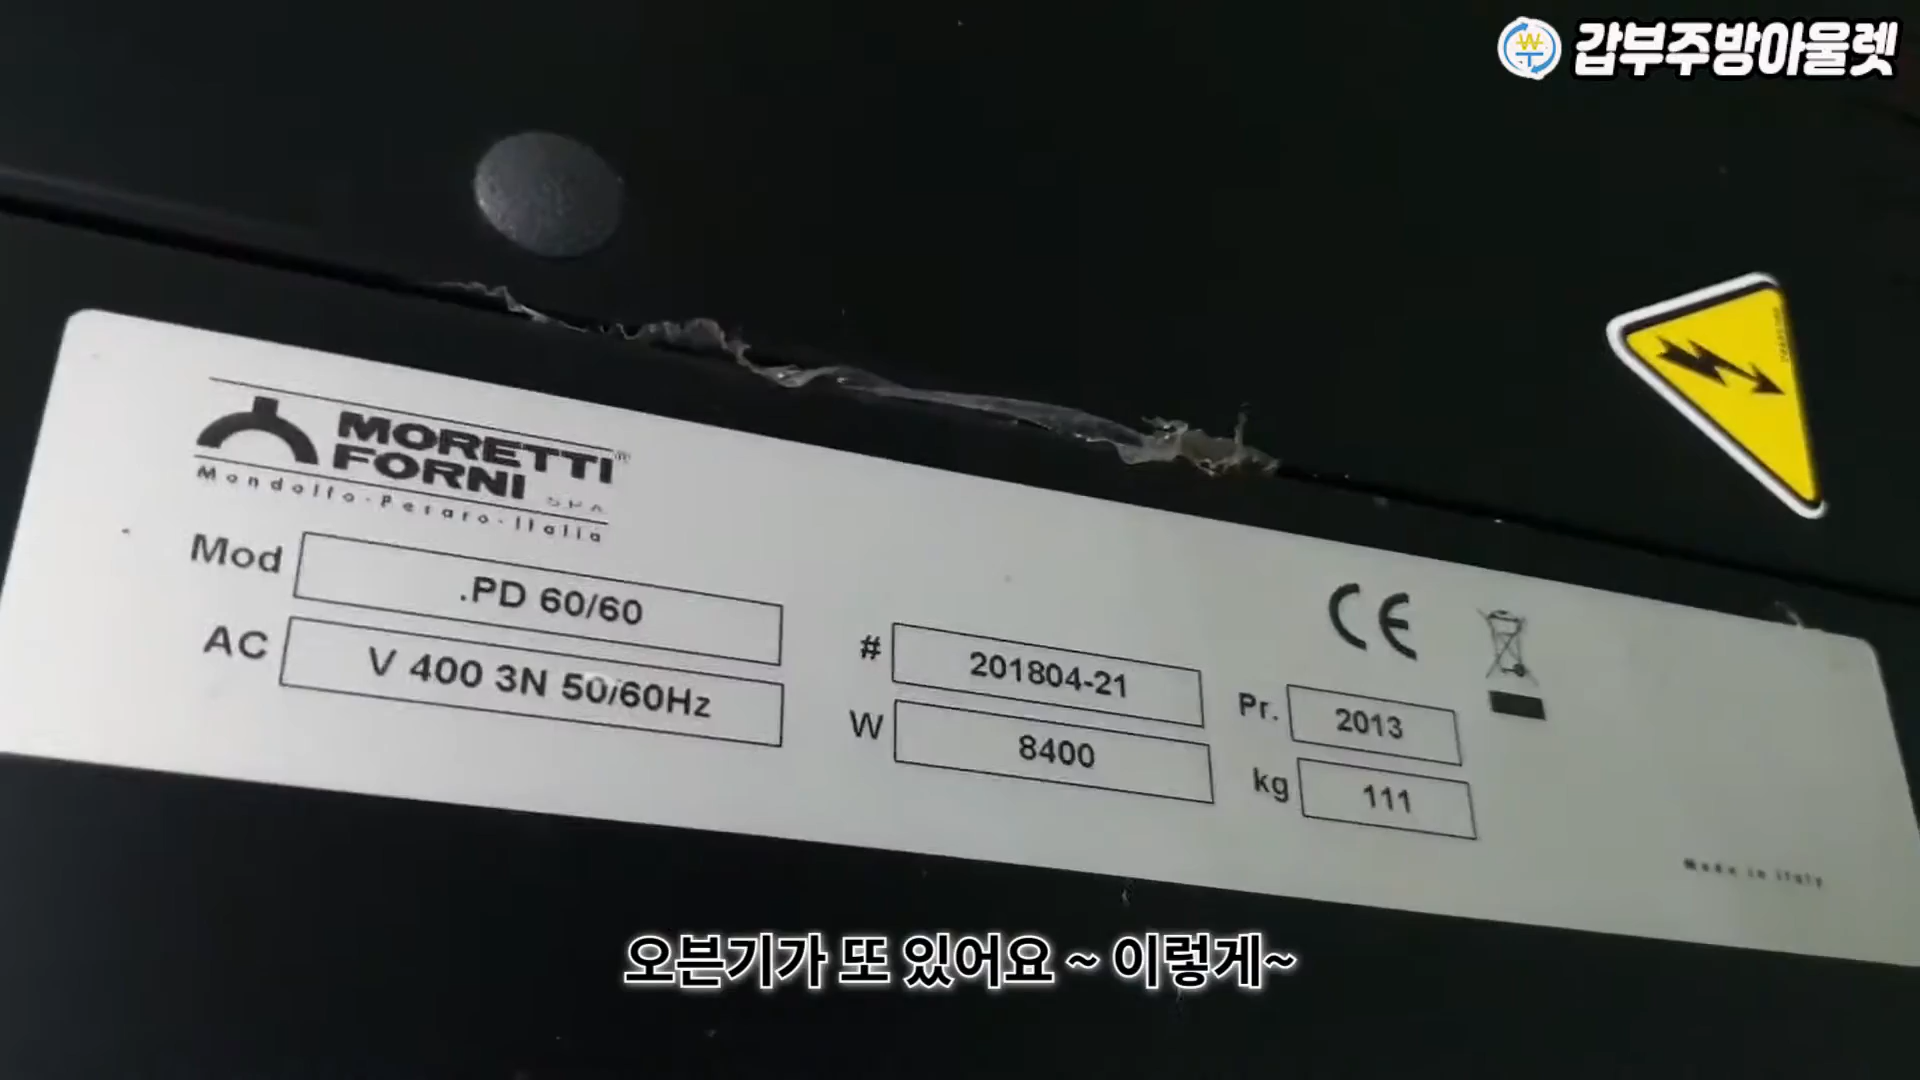 갑부주방아울렛
MORETTI
FORNI
S.P.A.
Mondolfo-Pesaro-Italia
Mod .PD 60/60
AC V 400 3N 50/60Hz
# 201804-21
W 8400
CE
Pr. 2013
kg 111
Made in Italy
오븐기가 또 있어요 ~ 이렇게~